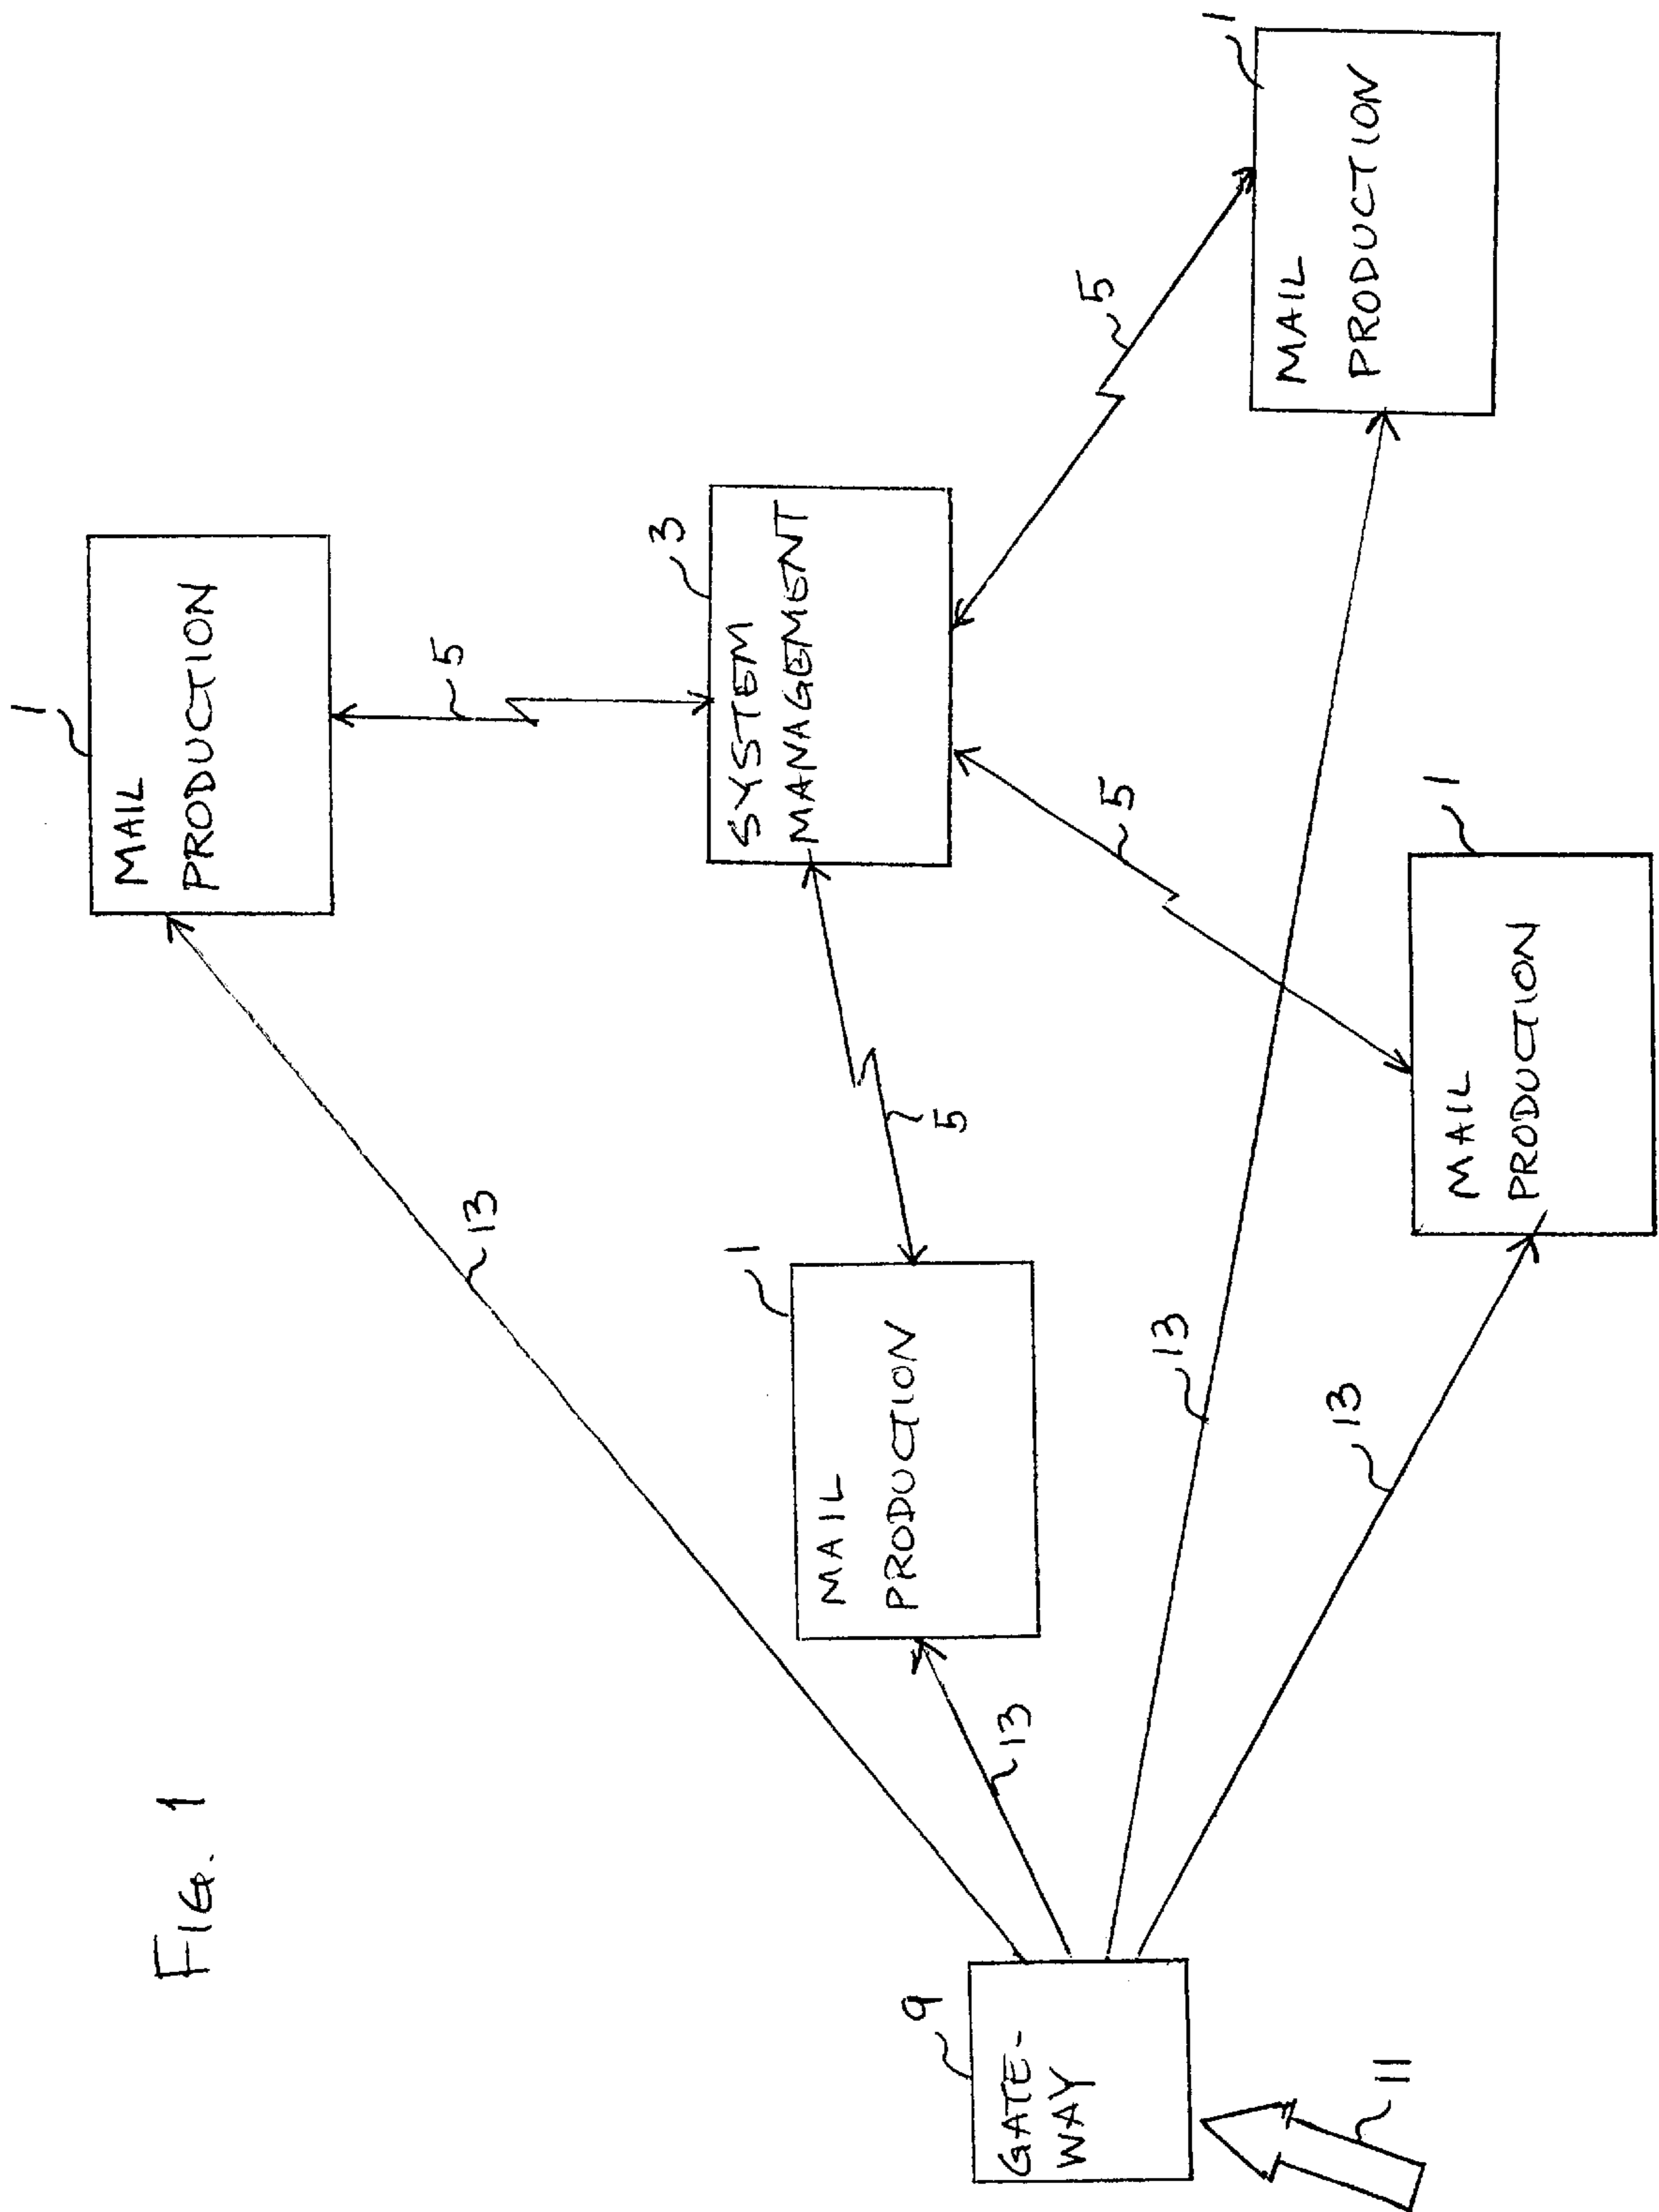 FIG. 1
1
MAIL
PRODUCTION
5
13
3
SYSTEM
MANAGEMENT
1
MAIL
PRODUCTION
5
5
1
MAIL
PRODUCTION
5
13
13
1
MAIL
PRODUCTION
13
9
GATE-
WAY
11